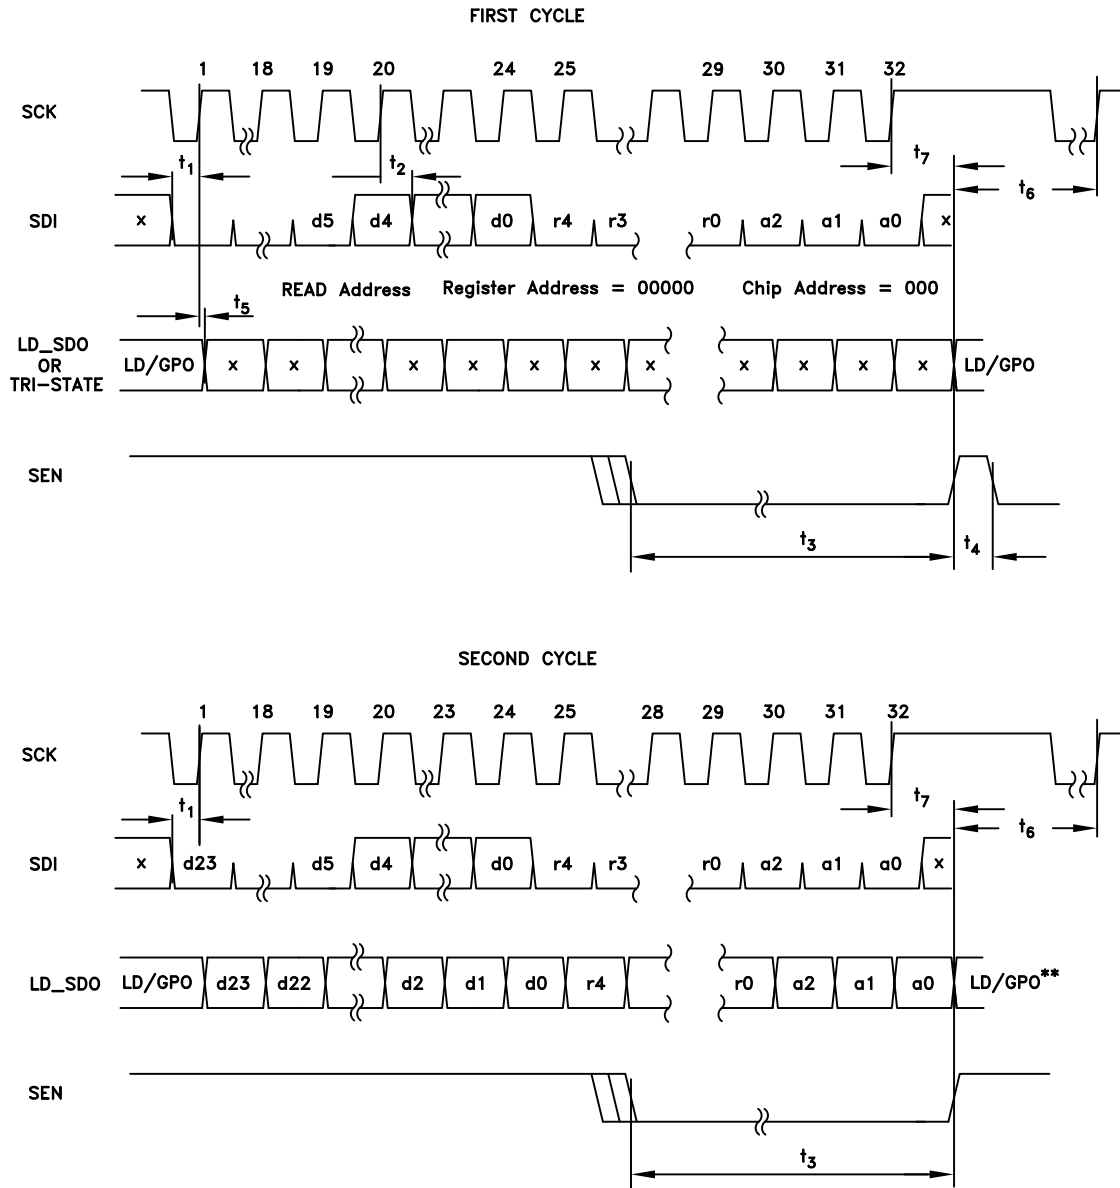 FIRST CYCLE
1 18 19 20 24 25 29 30 31 32
SCK
t1 t2 t7
t6
SDI x d5 d4 d0 r4 r3 r0 a2 a1 a0 x
READ Address Register Address = 00000 Chip Address = 000
t5
LD_SDO
OR
TRI-STATE
LD/GPO x x x x x x x x x x x LD/GPO
SEN
t3 t4
SECOND CYCLE
1 18 19 20 23 24 25 28 29 30 31 32
SCK
t1 t7
t6
SDI x d23 d5 d4 d0 r4 r3 r0 a2 a1 a0 x
LD_SDO LD/GPO d23 d22 d2 d1 d0 r4 r0 a2 a1 a0 LD/GPO**
SEN
t3